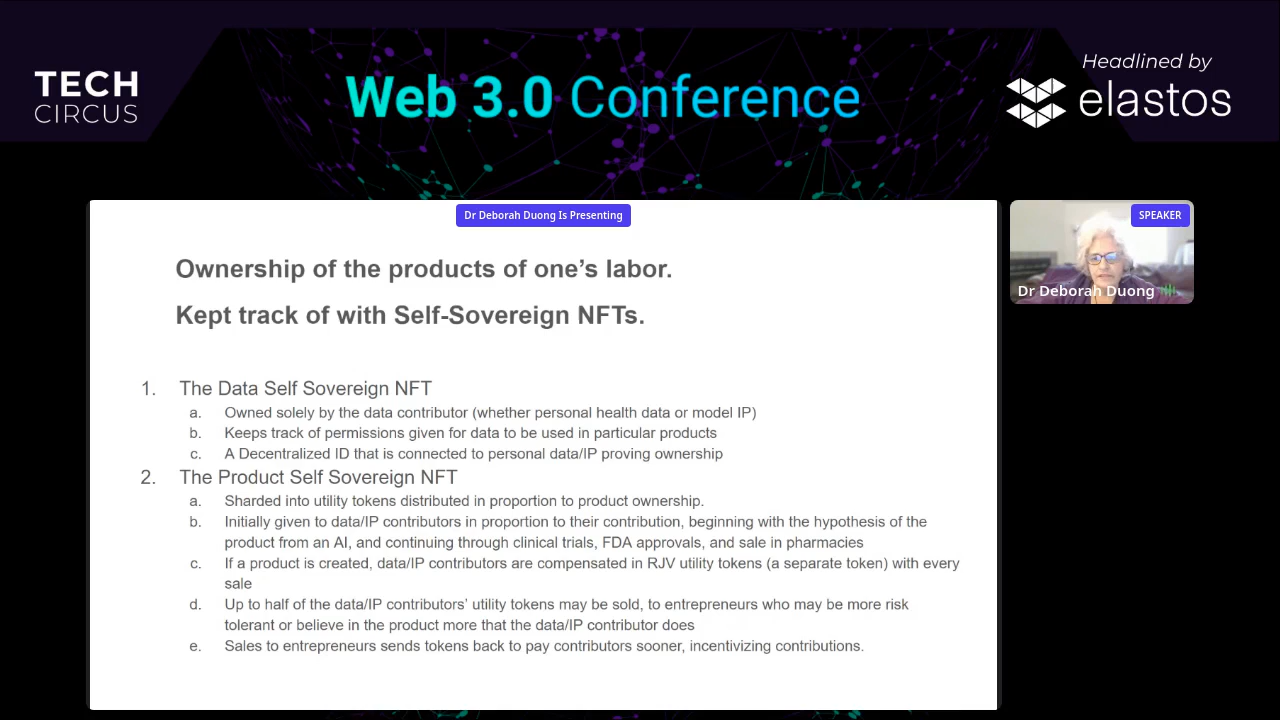 TECH
CIRCUS
Web 3.0 Conference
Headlined by
elastos
Dr Deborah Duong Is Presenting
SPEAKER
Dr Deborah Duong
Ownership of the products of one’s labor.
Kept track of with Self-Sovereign NFTs.
1. The Data Self Sovereign NFT
a. Owned solely by the data contributor (whether personal health data or model IP)
b. Keeps track of permissions given for data to be used in particular products
c. A Decentralized ID that is connected to personal data/IP proving ownership
2. The Product Self Sovereign NFT
a. Sharded into utility tokens distributed in proportion to product ownership.
b. Initially given to data/IP contributors in proportion to their contribution, beginning with the hypothesis of the
product from an AI, and continuing through clinical trials, FDA approvals, and sale in pharmacies
c. If a product is created, data/IP contributors are compensated in RJV utility tokens (a separate token) with every
sale
d. Up to half of the data/IP contributors’ utility tokens may be sold, to entrepreneurs who may be more risk
tolerant or believe in the product more that the data/IP contributor does
e. Sales to entrepreneurs sends tokens back to pay contributors sooner, incentivizing contributions.